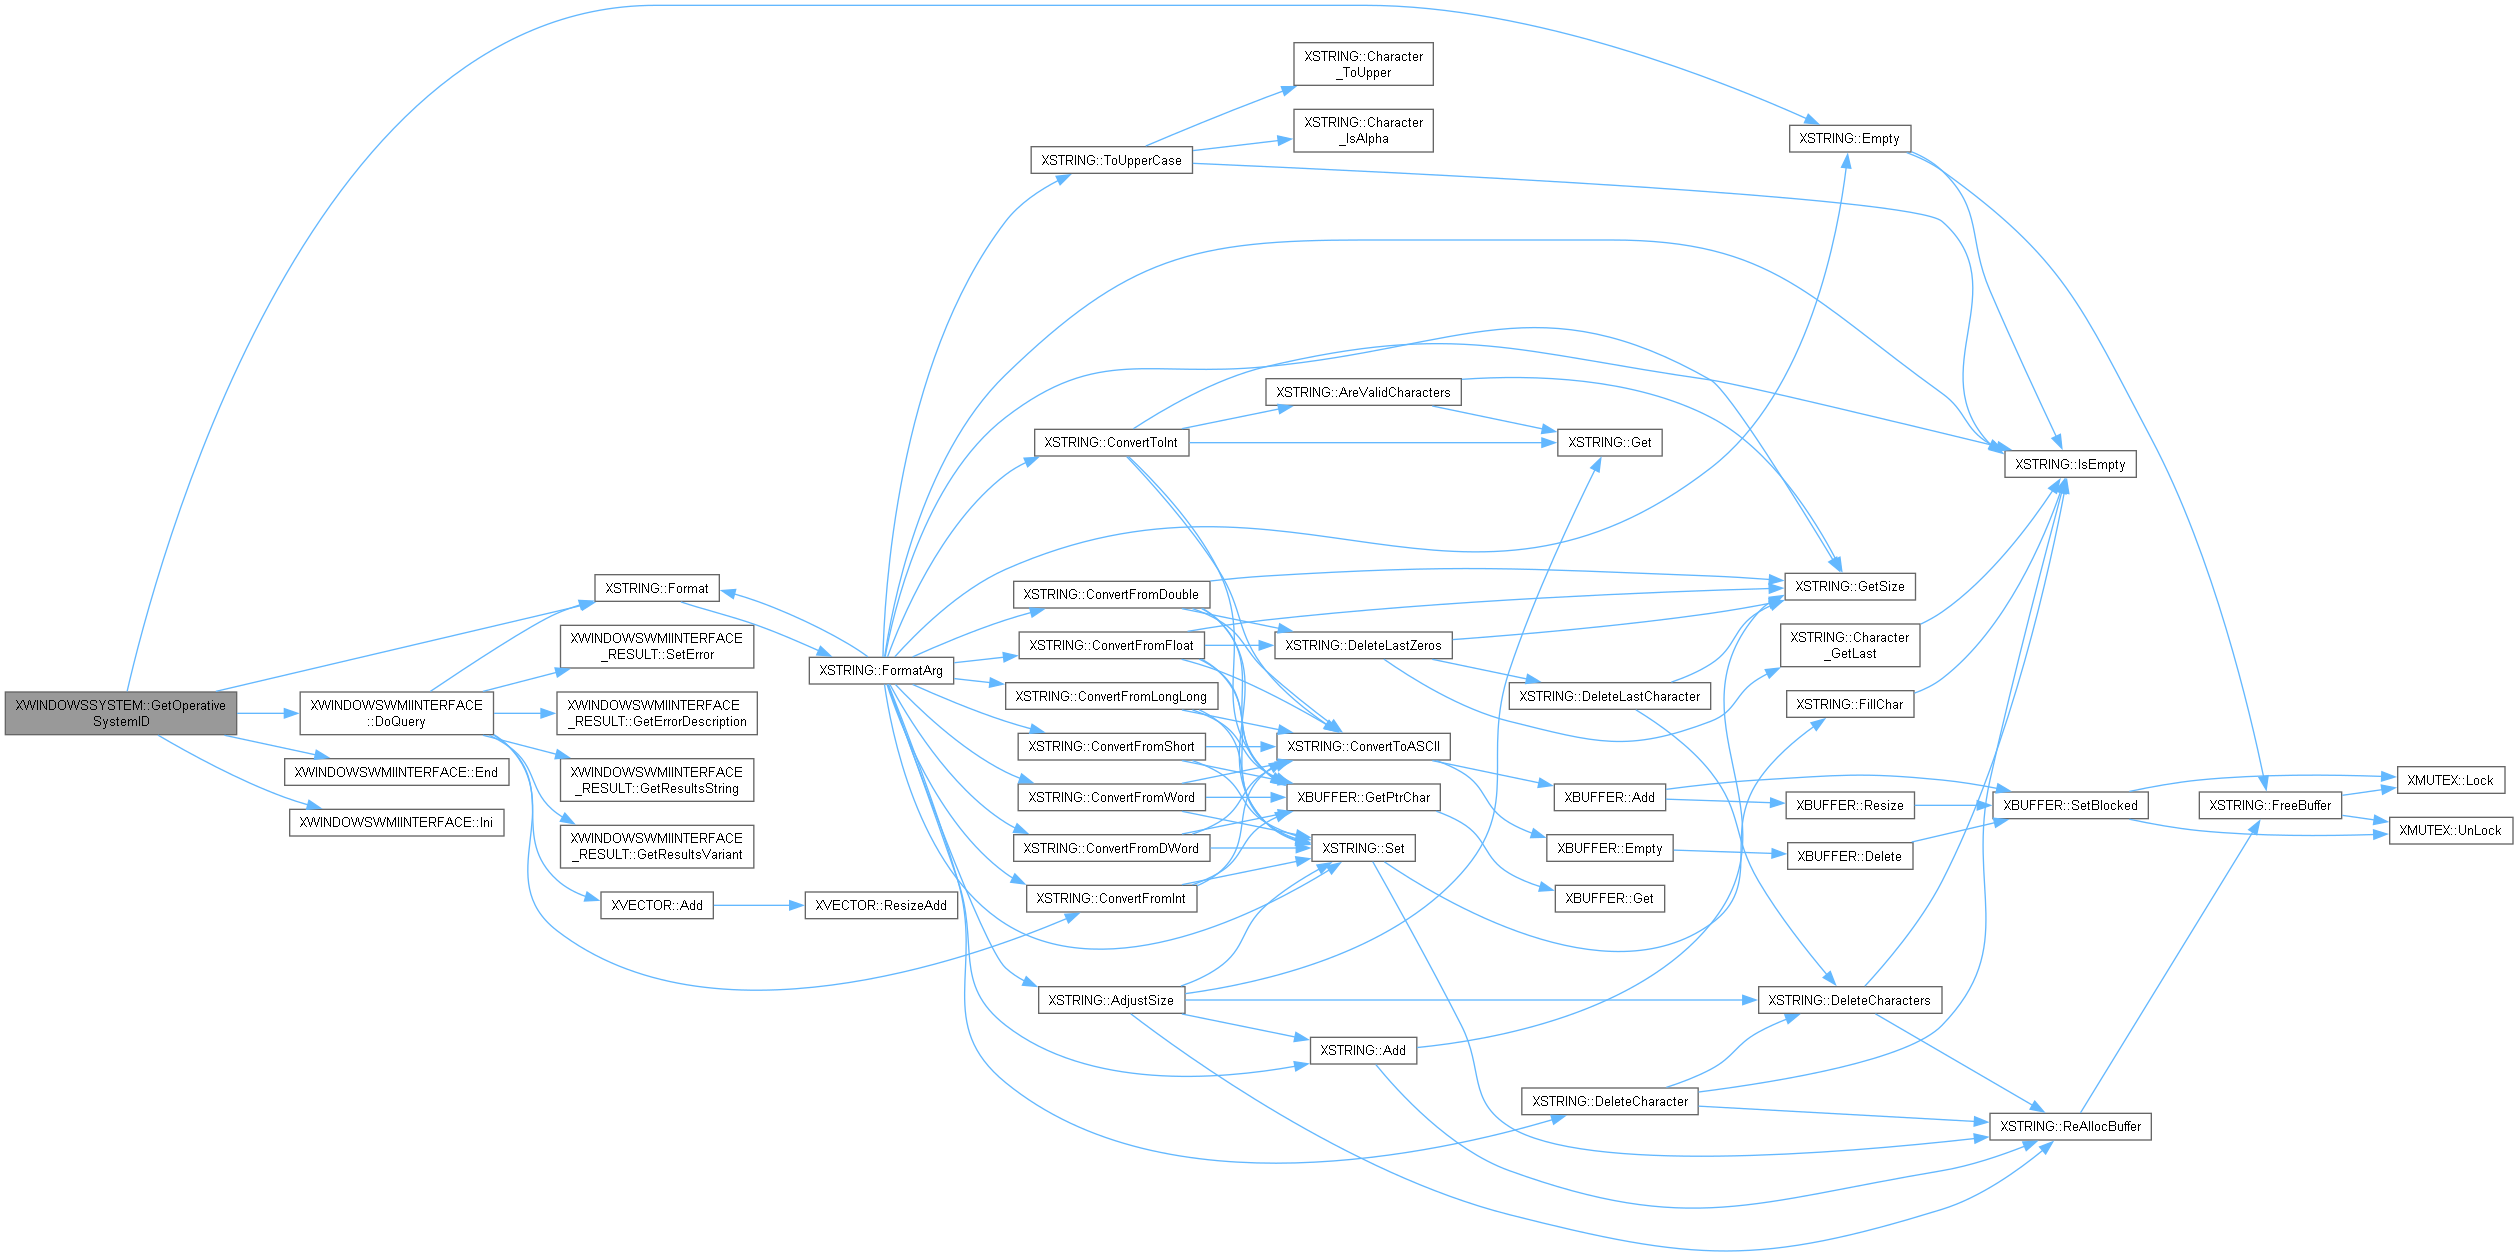 XWINDOWSSYSTEM::GetOperative
SystemID
XWINDOWSWMIINTERFACE
::DoQuery
XWINDOWSWMIINTERFACE::End
XWINDOWSWMIINTERFACE::Ini
XSTRING::Format
XWINDOWSWMIINTERFACE
_RESULT::SetError
XWINDOWSWMIINTERFACE
_RESULT::GetErrorDescription
XWINDOWSWMIINTERFACE
_RESULT::GetResultsString
XWINDOWSWMIINTERFACE
_RESULT::GetResultsVariant
XVECTOR::Add
XVECTOR::ResizeAdd
XSTRING::FormatArg
XSTRING::ToUpperCase
XSTRING::ConvertToInt
XSTRING::ConvertFromDouble
XSTRING::ConvertFromFloat
XSTRING::ConvertFromLongLong
XSTRING::ConvertFromShort
XSTRING::ConvertFromWord
XSTRING::ConvertFromDWord
XSTRING::ConvertFromInt
XSTRING::AdjustSize
XSTRING::Character
_ToUpper
XSTRING::Character
_IsAlpha
XSTRING::AreValidCharacters
XSTRING::DeleteLastZeros
XSTRING::ConvertToASCII
XBUFFER::GetPtrChar
XSTRING::Set
XSTRING::Add
XSTRING::Get
XSTRING::DeleteLastCharacter
XBUFFER::Add
XBUFFER::Empty
XBUFFER::Get
XSTRING::DeleteCharacter
XSTRING::Empty
XSTRING::GetSize
XSTRING::Character
_GetLast
XSTRING::FillChar
XBUFFER::Resize
XBUFFER::Delete
XSTRING::DeleteCharacters
XSTRING::IsEmpty
XBUFFER::SetBlocked
XSTRING::ReAllocBuffer
XSTRING::FreeBuffer
XMUTEX::Lock
XMUTEX::UnLock